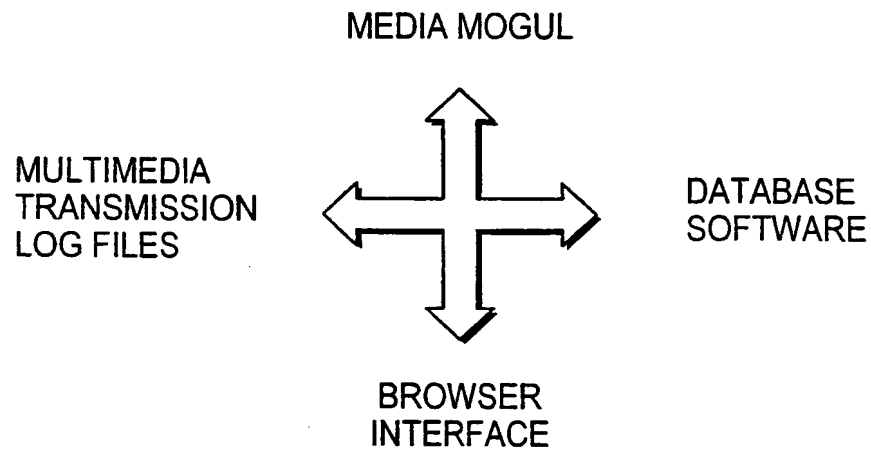 MEDIA MOGUL
MULTIMEDIA
TRANSMISSION
LOG FILES
DATABASE
SOFTWARE
BROWSER
INTERFACE